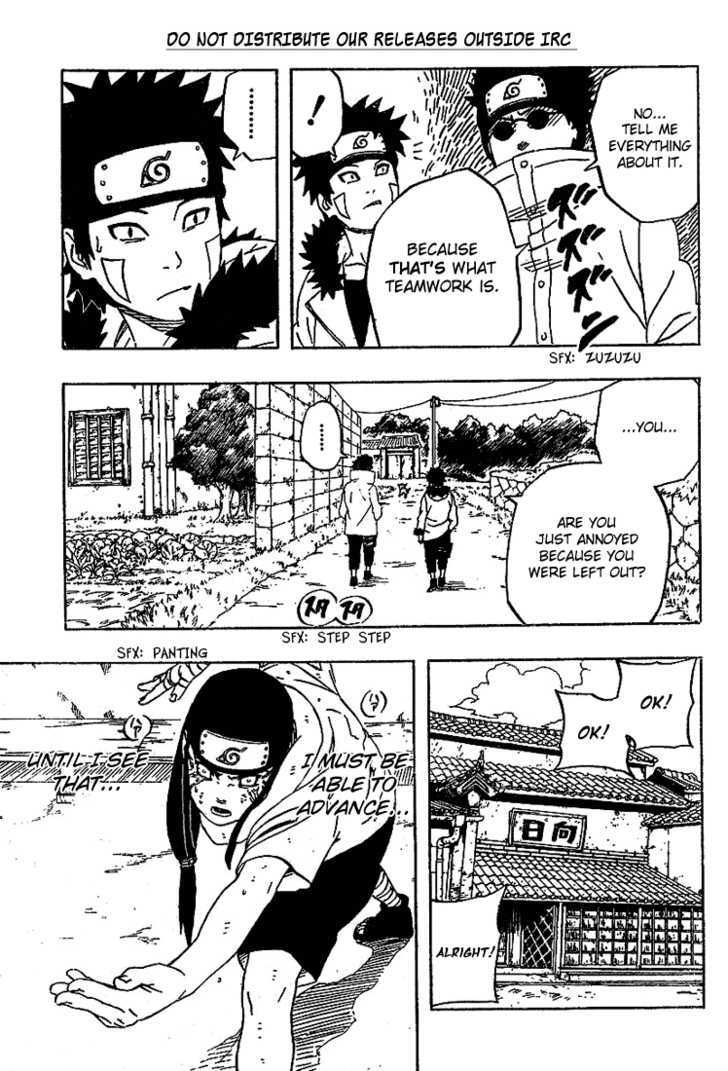 DO NOT DISTRIBUTE OUR RELEASES OUTSIDE IRC
NO...
TELL ME
EVERYTHING
ABOUT IT.
!
BECAUSE
THAT'S WHAT
TEAMWORK IS.
ズ
ズ
ズ
SFX: ZUZUZU
.........
...YOU...
ARE YOU
JUST ANNOYED
BECAUSE YOU
WERE LEFT OUT?
......
SFX: STEP STEP
OK!
OK!
日向
ALRIGHT!
SFX: PANTING
I MUST BE
ABLE TO
ADVANCE...
UNTIL I SEE
THAT...